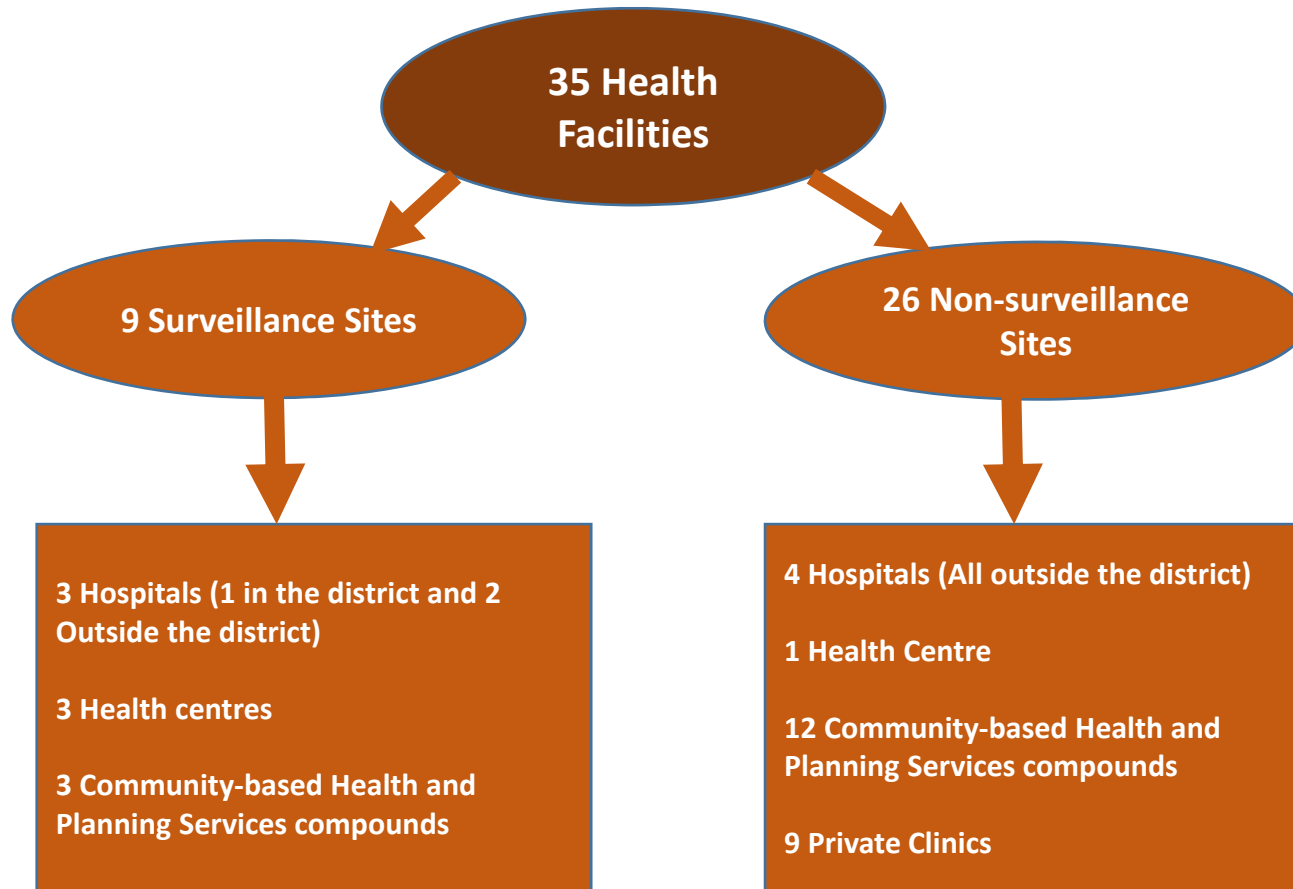 35 Health
Facilities
9 Surveillance Sites
26 Non-surveillance
Sites
3 Hospitals (1 in the district and 2
Outside the district)
3 Health centres
3 Community-based Health and
Planning Services compounds
4 Hospitals (All outside the district)
1 Health Centre
12 Community-based Health and
Planning Services compounds
9 Private Clinics